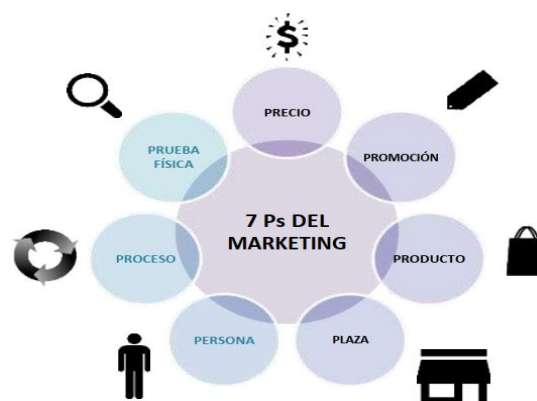 PRECIO
PRUEBA
FÍSICA
PROMOCIÓN
7 Ps DEL
MARKETING
PROCESO
PRODUCTO
PERSONA
PLAZA